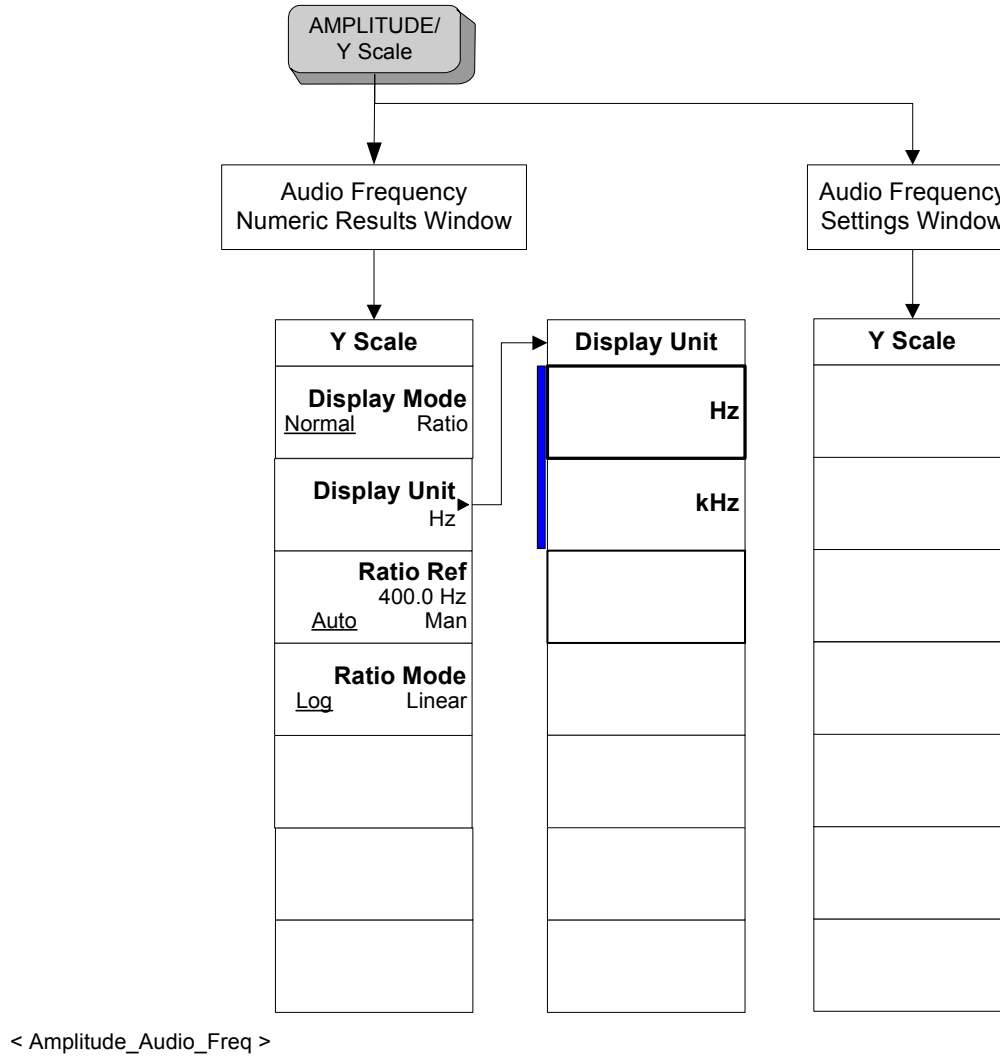 AMPLITUDE/
Y Scale
Audio Frequency
Numeric Results Window
Audio Frequency
Settings Window
Y Scale
Display Mode
Normal Ratio
Display Unit
Hz
Ratio Ref
400.0 Hz
Auto Man
Ratio Mode
Log Linear
Display Unit
Hz
kHz
Y Scale
< Amplitude_Audio_Freq >